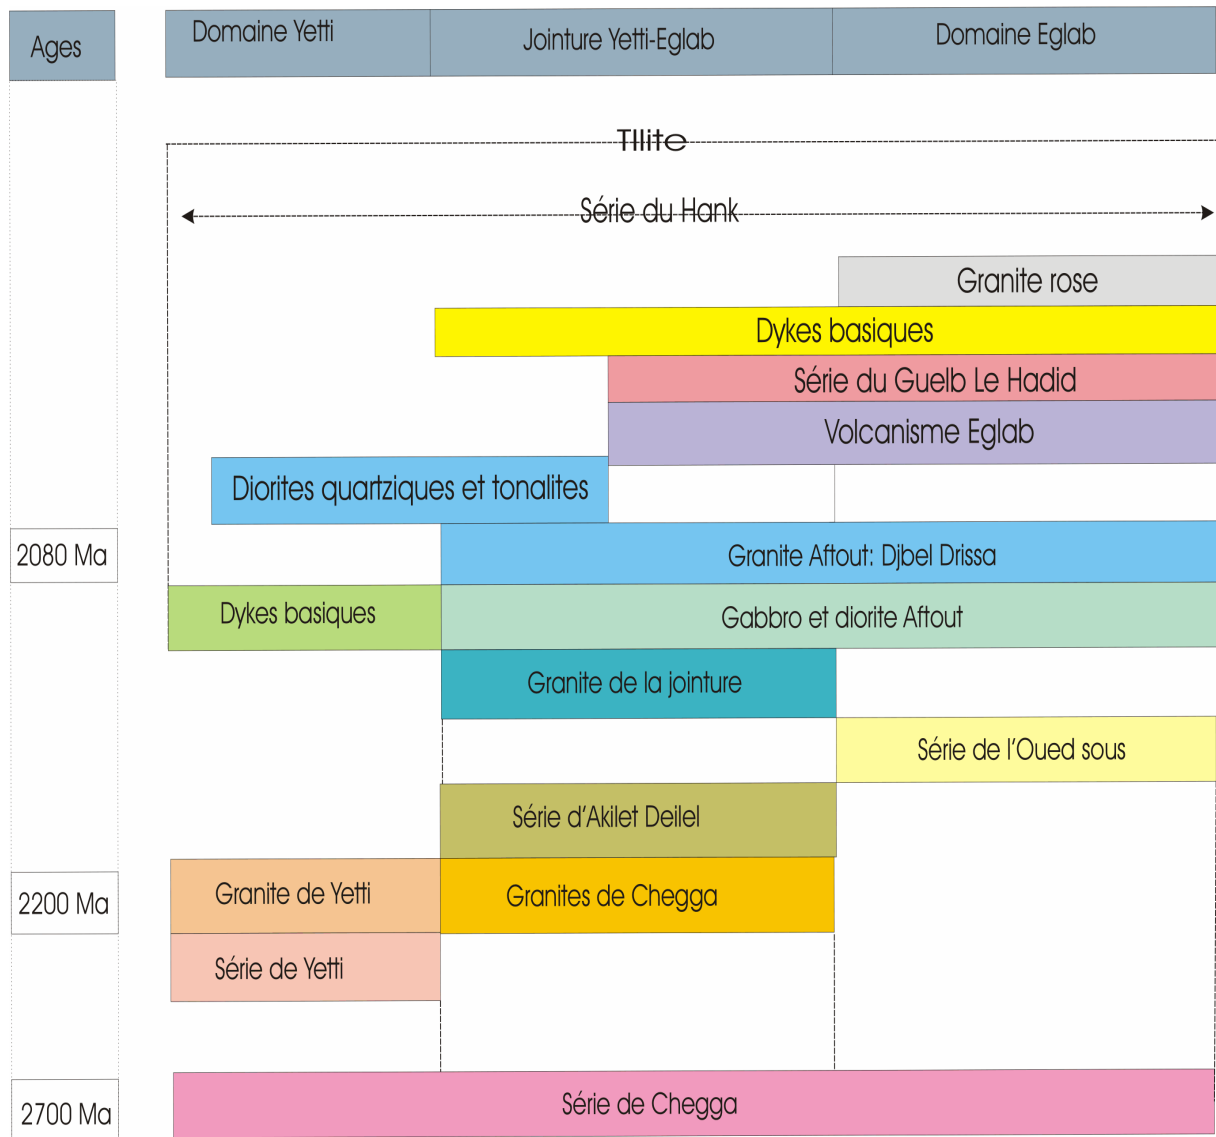 Ages
Domaine Yetti
Jointure Yetti-Eglab
Domaine Eglab
TIlite
Série du Hank
Granite rose
Dykes basiques
Série du Guelb Le Hadid
Volcanisme Eglab
Diorites quartziques et tonalites
2080 Ma
Granite Aftout: Djbel Drissa
Dykes basiques
Gabbro et diorite Aftout
Granite de la jointure
Série de l'Oued sous
Série d'Akilet Deilel
2200 Ma
Granite de Yetti
Granites de Chegga
Série de Yetti
2700 Ma
Série de Chegga